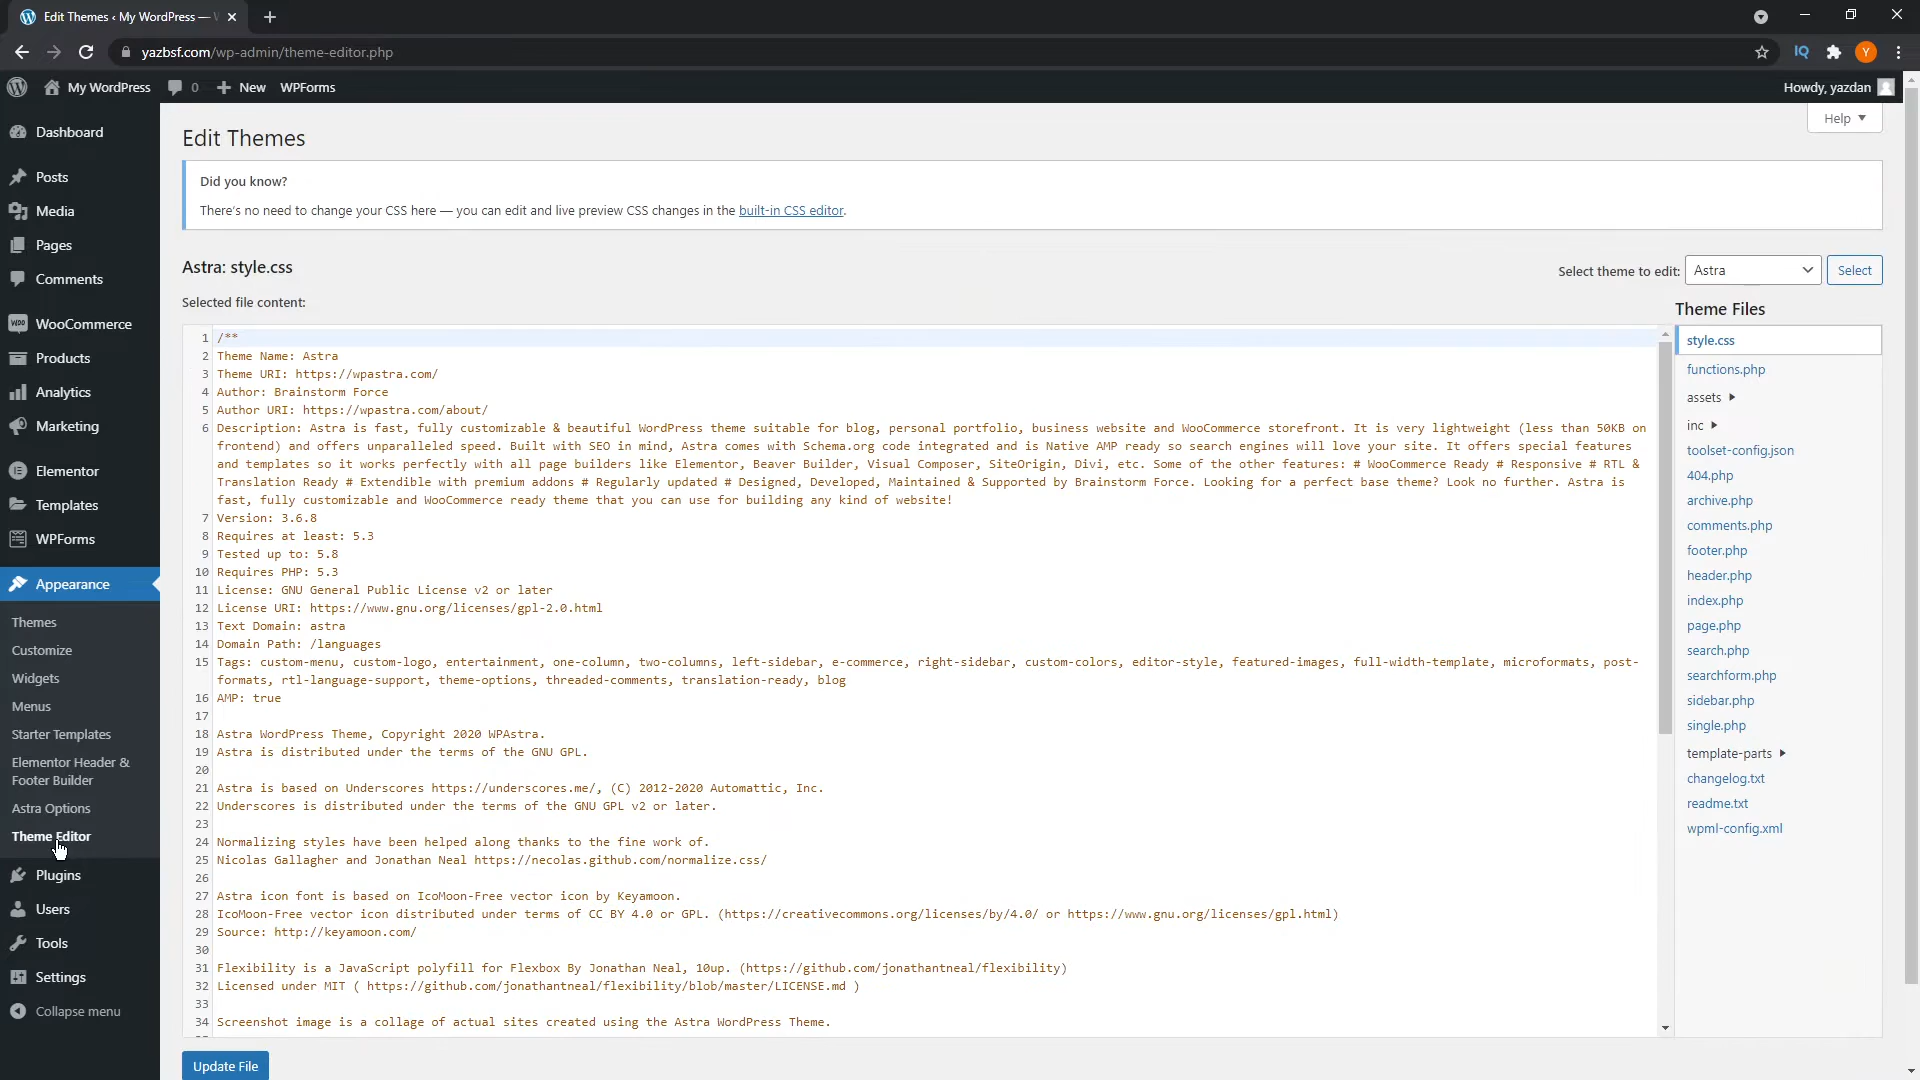 Edit Themes ‹ My WordPress —
yazbsf.com/wp-admin/theme-editor.php
IQ
Y
My WordPress
0
New
WPForms
Howdy, yazdan
Dashboard
Posts
Media
Pages
Comments
WooCommerce
Products
Analytics
Marketing
Elementor
Templates
WPForms
Appearance
Themes
Customize
Widgets
Menus
Starter Templates
Elementor Header &
Footer Builder
Astra Options
Theme Editor
Plugins
Users
Tools
Settings
Collapse menu
Help
Edit Themes
Did you know?
There's no need to change your CSS here — you can edit and live preview CSS changes in the built-in CSS editor.
Astra: style.css
Select theme to edit: Astra Select
Selected file content:
1 /**
2 Theme Name: Astra
3 Theme URI: https://wpastra.com/
4 Author: Brainstorm Force
5 Author URI: https://wpastra.com/about/
6 Description: Astra is fast, fully customizable & beautiful WordPress theme suitable for blog, personal portfolio, business website and WooCommerce storefront. It is very lightweight (less than 50KB on
frontend) and offers unparalleled speed. Built with SEO in mind, Astra comes with Schema.org code integrated and is Native AMP ready so search engines will love your site. It offers special features
and templates so it works perfectly with all page builders like Elementor, Beaver Builder, Visual Composer, SiteOrigin, Divi, etc. Some of the other features: # WooCommerce Ready # Responsive # RTL &
Translation Ready # Extendible with premium addons # Regularly updated # Designed, Developed, Maintained & Supported by Brainstorm Force. Looking for a perfect base theme? Look no further. Astra is
fast, fully customizable and WooCommerce ready theme that you can use for building any kind of website!
7 Version: 3.6.8
8 Requires at least: 5.3
9 Tested up to: 5.8
10 Requires PHP: 5.3
11 License: GNU General Public License v2 or later
12 License URI: https://www.gnu.org/licenses/gpl-2.0.html
13 Text Domain: astra
14 Domain Path: /languages
15 Tags: custom-menu, custom-logo, entertainment, one-column, two-columns, left-sidebar, e-commerce, right-sidebar, custom-colors, editor-style, featured-images, full-width-template, microformats, post-
formats, rtl-language-support, theme-options, threaded-comments, translation-ready, blog
16 AMP: true
17
18 Astra WordPress Theme, Copyright 2020 WPAstra.
19 Astra is distributed under the terms of the GNU GPL.
20
21 Astra is based on Underscores https://underscores.me/, (C) 2012-2020 Automattic, Inc.
22 Underscores is distributed under the terms of the GNU GPL v2 or later.
23
24 Normalizing styles have been helped along thanks to the fine work of.
25 Nicolas Gallagher and Jonathan Neal https://necolas.github.com/normalize.css/
26
27 Astra icon font is based on IcoMoon-Free vector icon by Keyamoon.
28 IcoMoon-Free vector icon distributed under terms of CC BY 4.0 or GPL. (https://creativecommons.org/licenses/by/4.0/ or https://www.gnu.org/licenses/gpl.html)
29 Source: http://keyamoon.com/
30
31 Flexibility is a JavaScript polyfill for Flexbox By Jonathan Neal, 10up. (https://github.com/jonathantneal/flexibility)
32 Licensed under MIT ( https://github.com/jonathantneal/flexibility/blob/master/LICENSE.md )
33
34 Screenshot image is a collage of actual sites created using the Astra WordPress Theme.
Theme Files
style.css
functions.php
assets
inc
toolset-config.json
404.php
archive.php
comments.php
footer.php
header.php
index.php
page.php
search.php
searchform.php
sidebar.php
single.php
template-parts
changelog.txt
readme.txt
wpml-config.xml
Update File